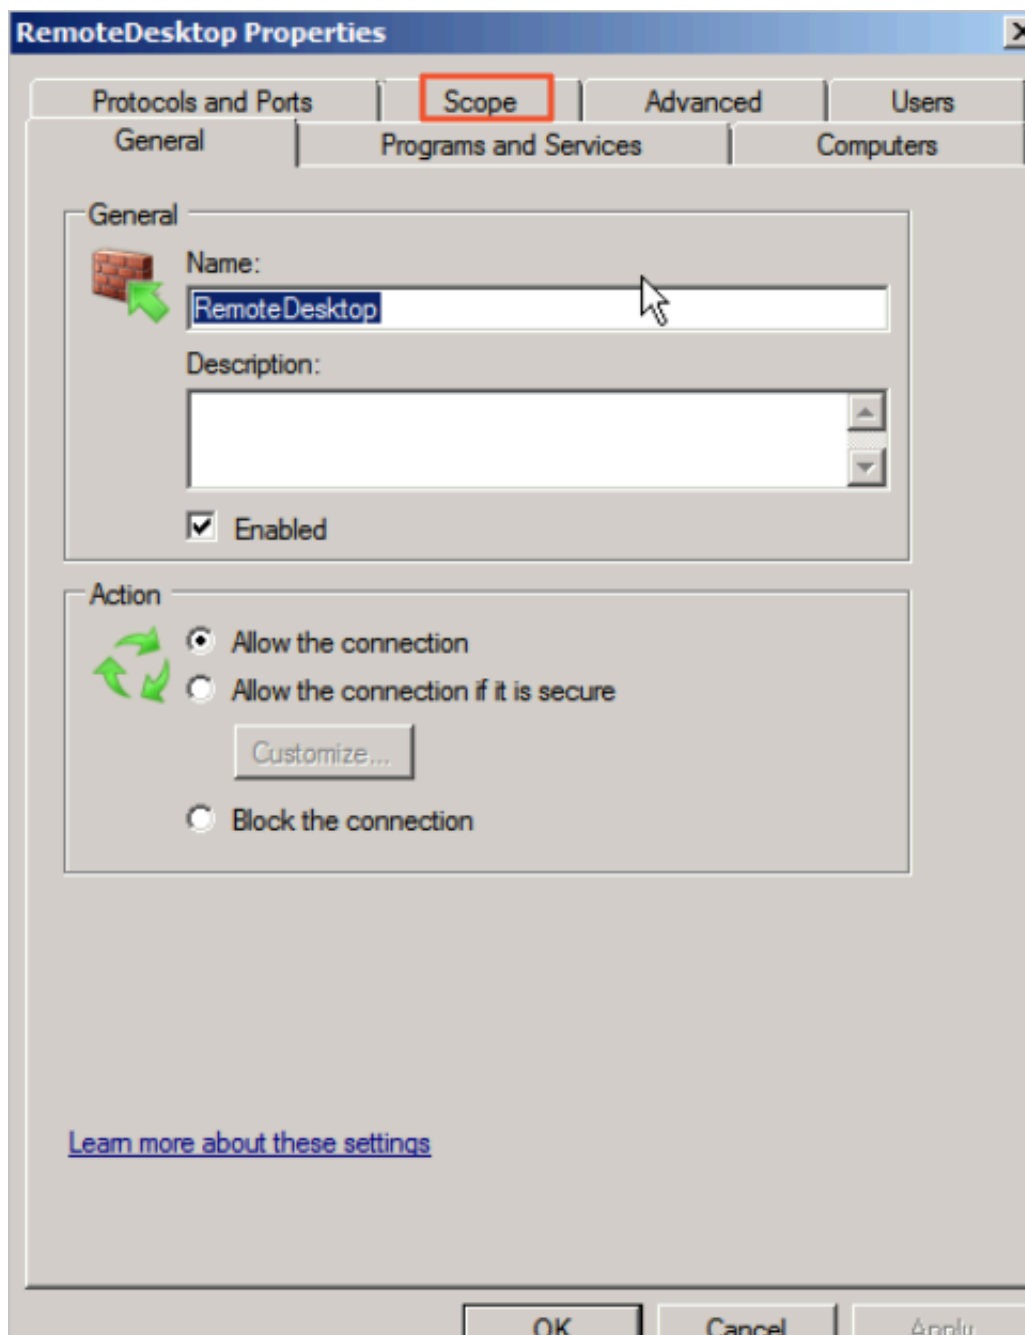 RemoteDesktop Properties
Protocols and Ports Scope Advanced Users
General Programs and Services Computers
General
Name:
RemoteDesktop
Description:
Enabled
Action
Allow the connection
Allow the connection if it is secure
Customize...
Block the connection
Learn more about these settings
OK Cancel Apply